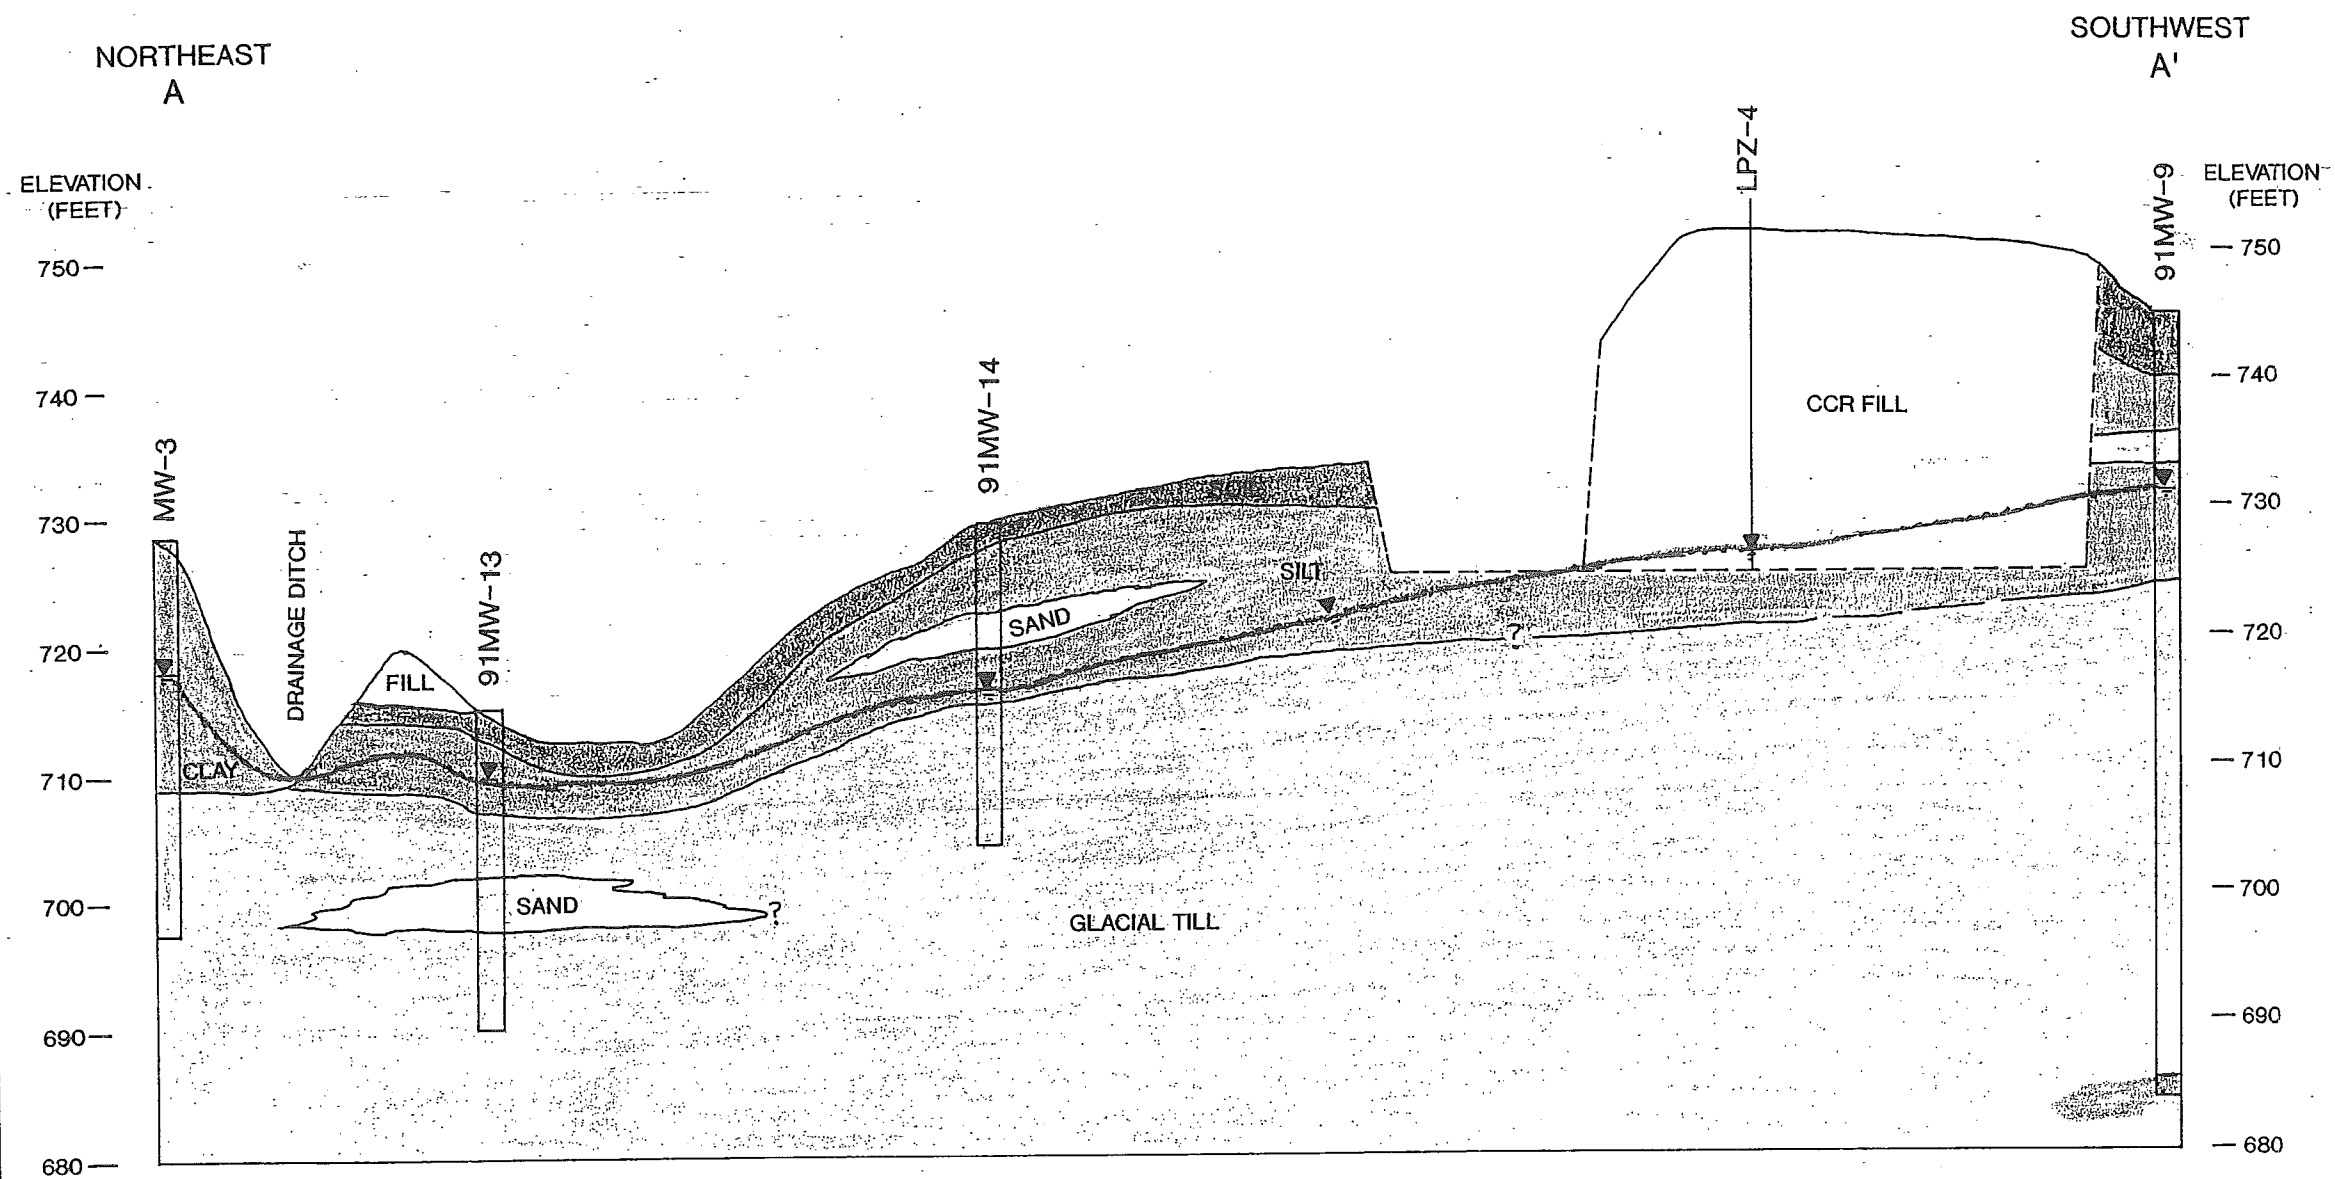 NORTHEAST
A
SOUTHWEST
A'
ELEVATION
(FEET)
ELEVATION
(FEET)
750
740
730
720
710
700
690
680
750
740
730
720
710
700
690
680
MW-3
DRAINAGE DITCH
91MW-13
91MW-14
LPZ-4
91MW-9
CLAY
FILL
SAND
?
SAND
SILT
CCR FILL
?
GLACIAL TILL